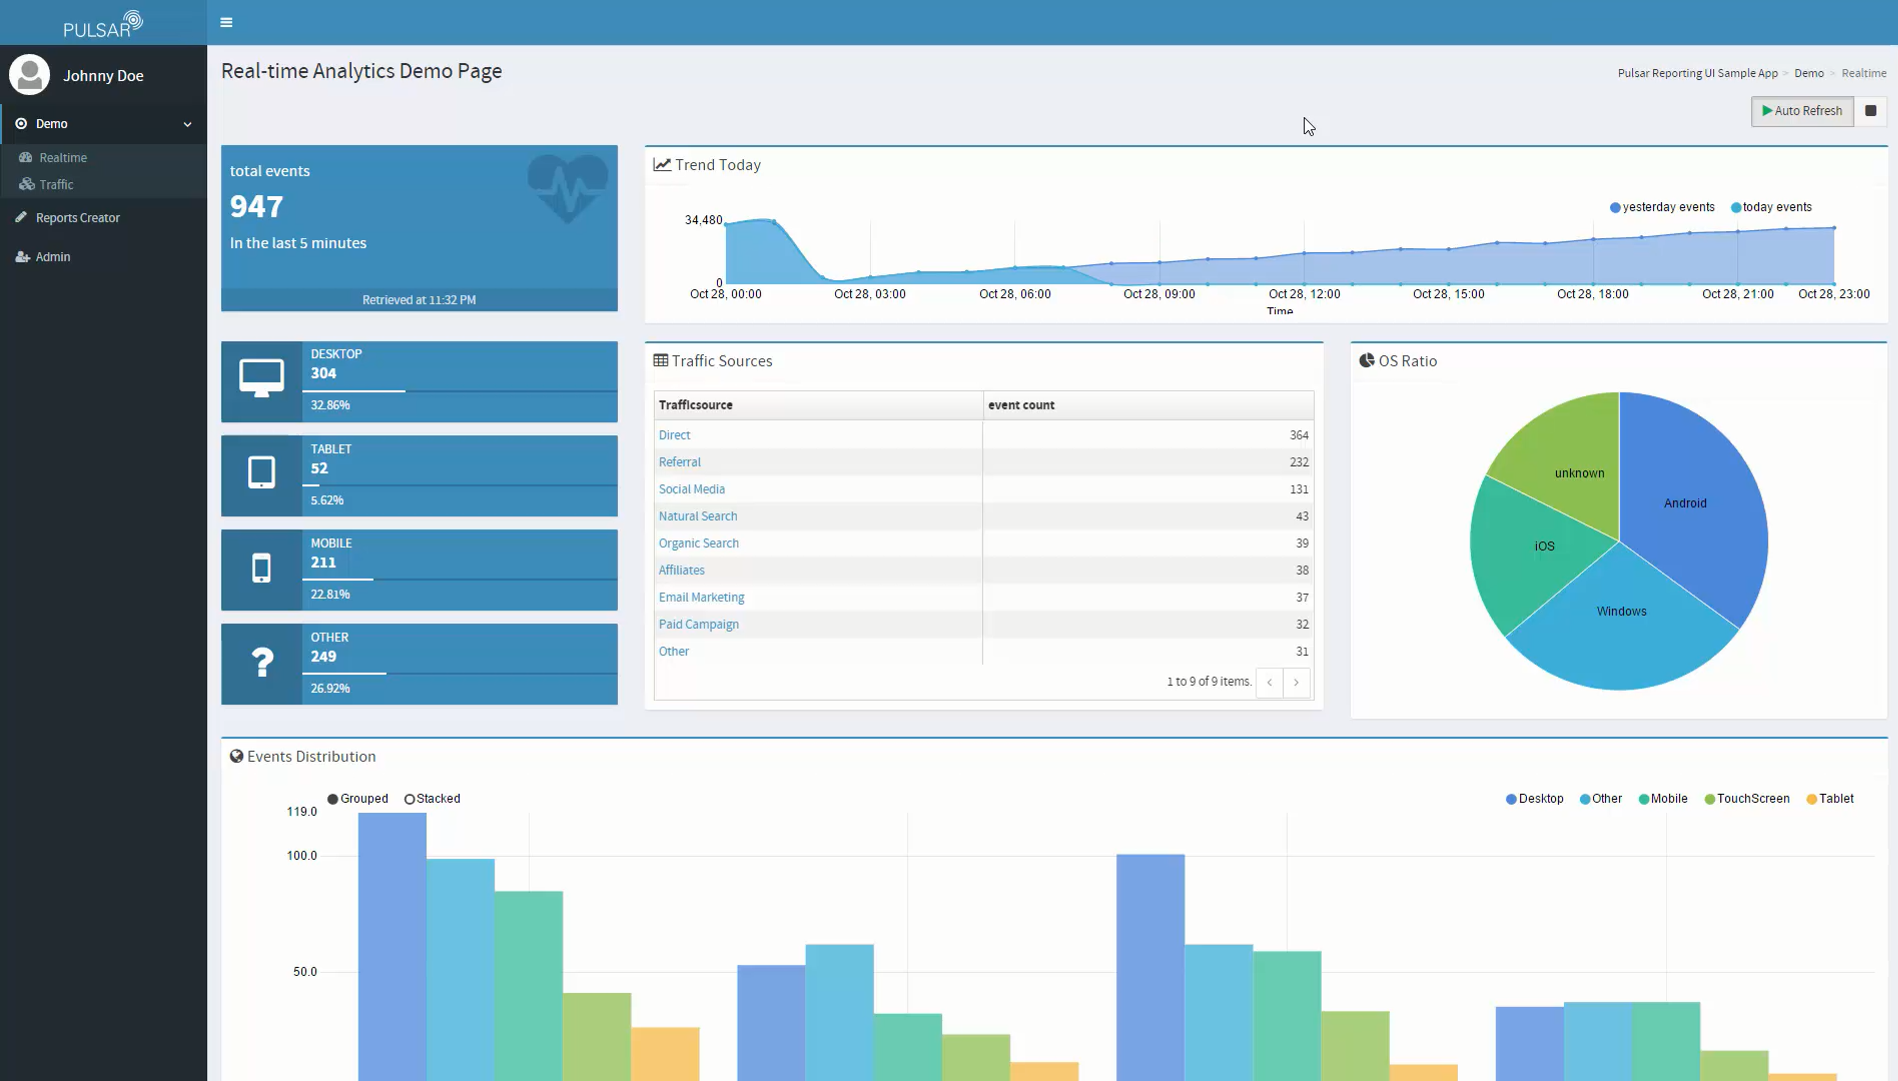 PULSAR
Johnny Doe
Demo
Realtime
Traffic
Reports Creator
Admin
Real-time Analytics Demo Page
Pulsar Reporting UI Sample App > Demo > Realtime
Auto Refresh
total events
947
In the last 5 minutes
Retrieved at 11:32 PM
Trend Today
yesterday events today events
34,480
0
Oct 28, 00:00 Oct 28, 03:00 Oct 28, 06:00 Oct 28, 09:00 Oct 28, 12:00 Oct 28, 15:00 Oct 28, 18:00 Oct 28, 21:00 Oct 28, 23:00
Time
DESKTOP
304
32.86%
TABLET
52
5.62%
MOBILE
211
22.81%
OTHER
249
26.92%
Traffic Sources
Trafficsource event count
Direct 364
Referral 232
Social Media 131
Natural Search 43
Organic Search 39
Affiliates 38
Email Marketing 37
Paid Campaign 32
Other 31
1 to 9 of 9 items. < >
OS Ratio
unknown
Android
iOS
Windows
Events Distribution
Grouped Stacked
Desktop Other Mobile TouchScreen Tablet
119.0
100.0
50.0